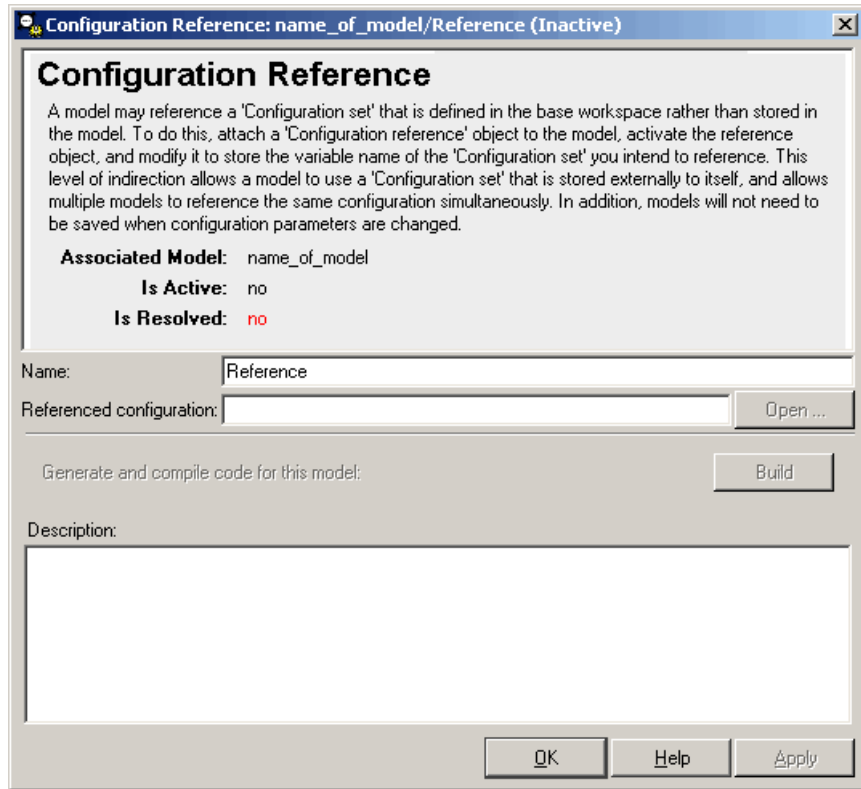 Configuration Reference: name_of_model/Reference (Inactive)
Configuration Reference
A model may reference a 'Configuration set' that is defined in the base workspace rather than stored in
the model. To do this, attach a 'Configuration reference' object to the model, activate the reference
object, and modify it to store the variable name of the 'Configuration set' you intend to reference. This
level of indirection allows a model to use a 'Configuration set' that is stored externally to itself, and allows
multiple models to reference the same configuration simultaneously. In addition, models will not need to
be saved when configuration parameters are changed.
Associated Model: name_of_model
Is Active: no
Is Resolved: no
Name: Reference
Referenced configuration: Open ...
Generate and compile code for this model: Build
Description:
OK Help Apply